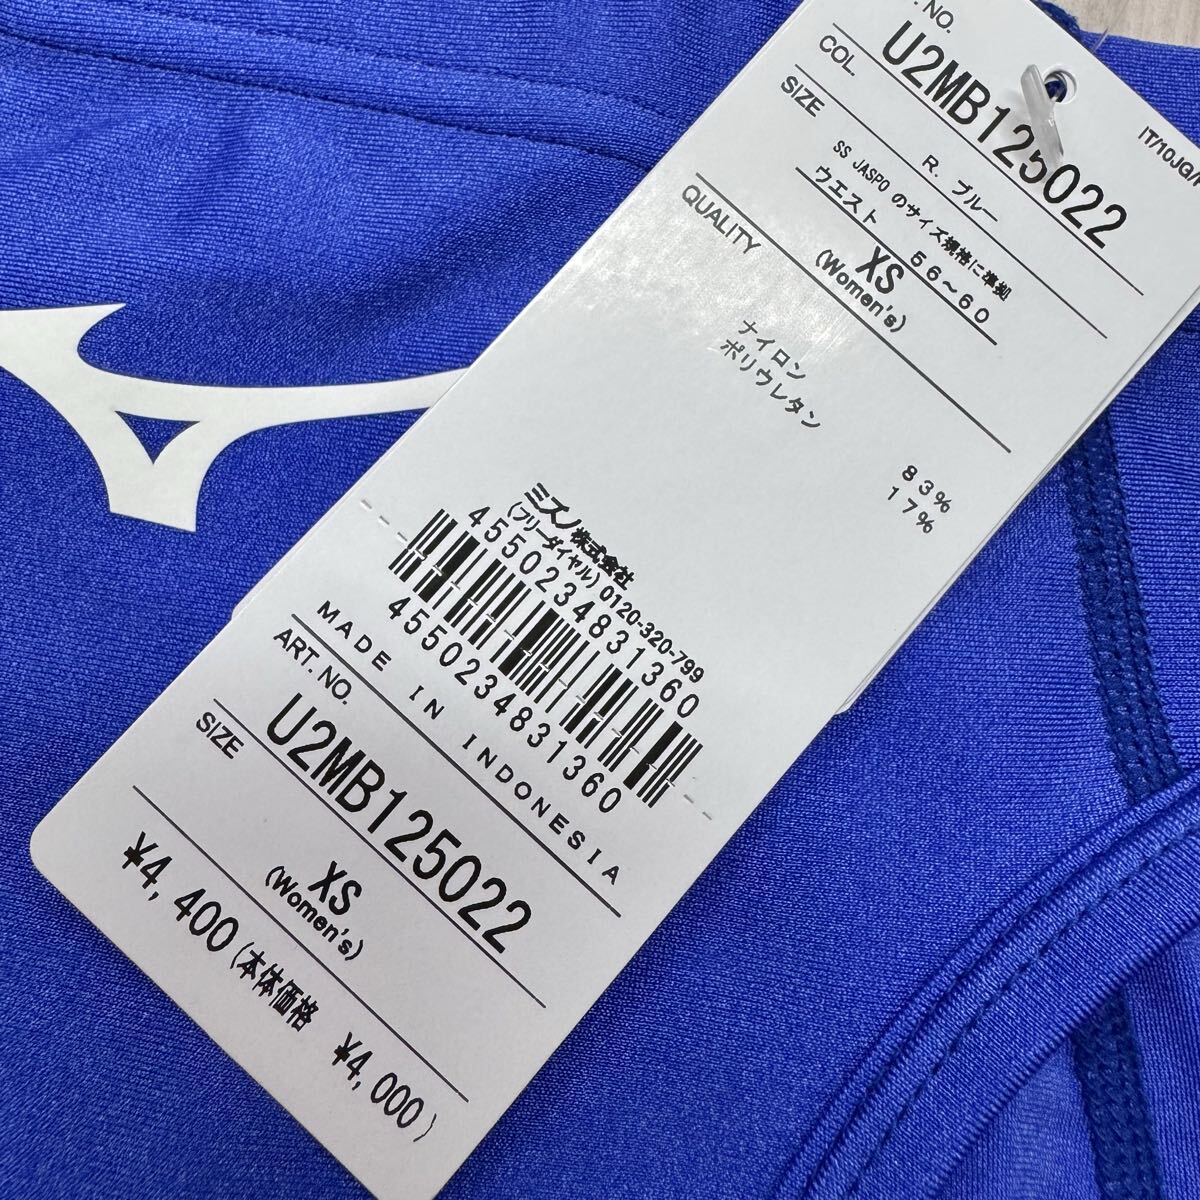 . NO.
U2MB125022
COL.
R. ブルー
SIZE
SS JASPO のサイズ規格に準拠
ウエスト 56~60
XS
(Women's)
QUALITY
ナイロン 83%
ポリウレタン 17%
ミズノ株式会社
(フリーダイヤル) 0120-320-799
4550234831360
4550234831360
MADE IN INDONESIA
ART. NO.
U2MB125022
SIZE
XS
(Women's)
¥4,400 (本体価格 ¥4,000)